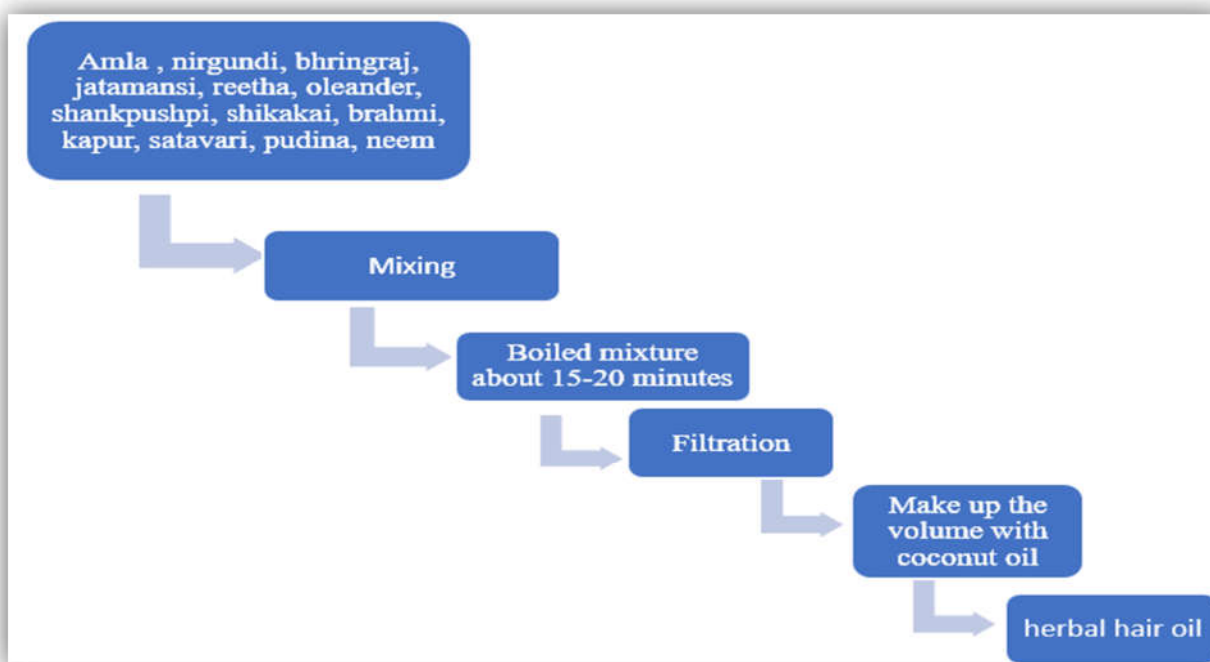 Amla , nirgundi, bhringraj,
jatamansi, reetha, oleander,
shankpushpi, shikakai, brahmi,
kapur, satavari, pudina, neem
Mixing
Boiled mixture
about 15-20 minutes
Filtration
Make up the
volume with
coconut oil
herbal hair oil